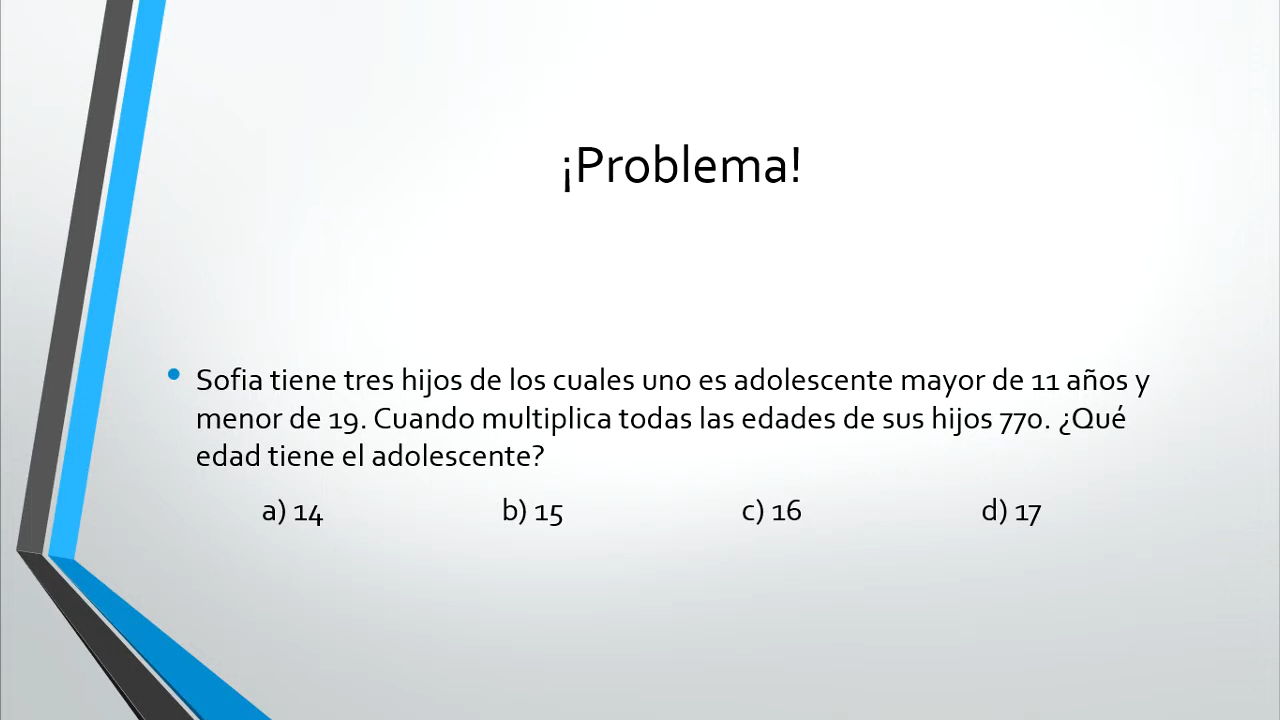 ¡Problema!
• Sofia tiene tres hijos de los cuales uno es adolescente mayor de 11 años y
menor de 19. Cuando multiplica todas las edades de sus hijos 770. ¿Qué
edad tiene el adolescente?
a) 14 b) 15 c) 16 d) 17